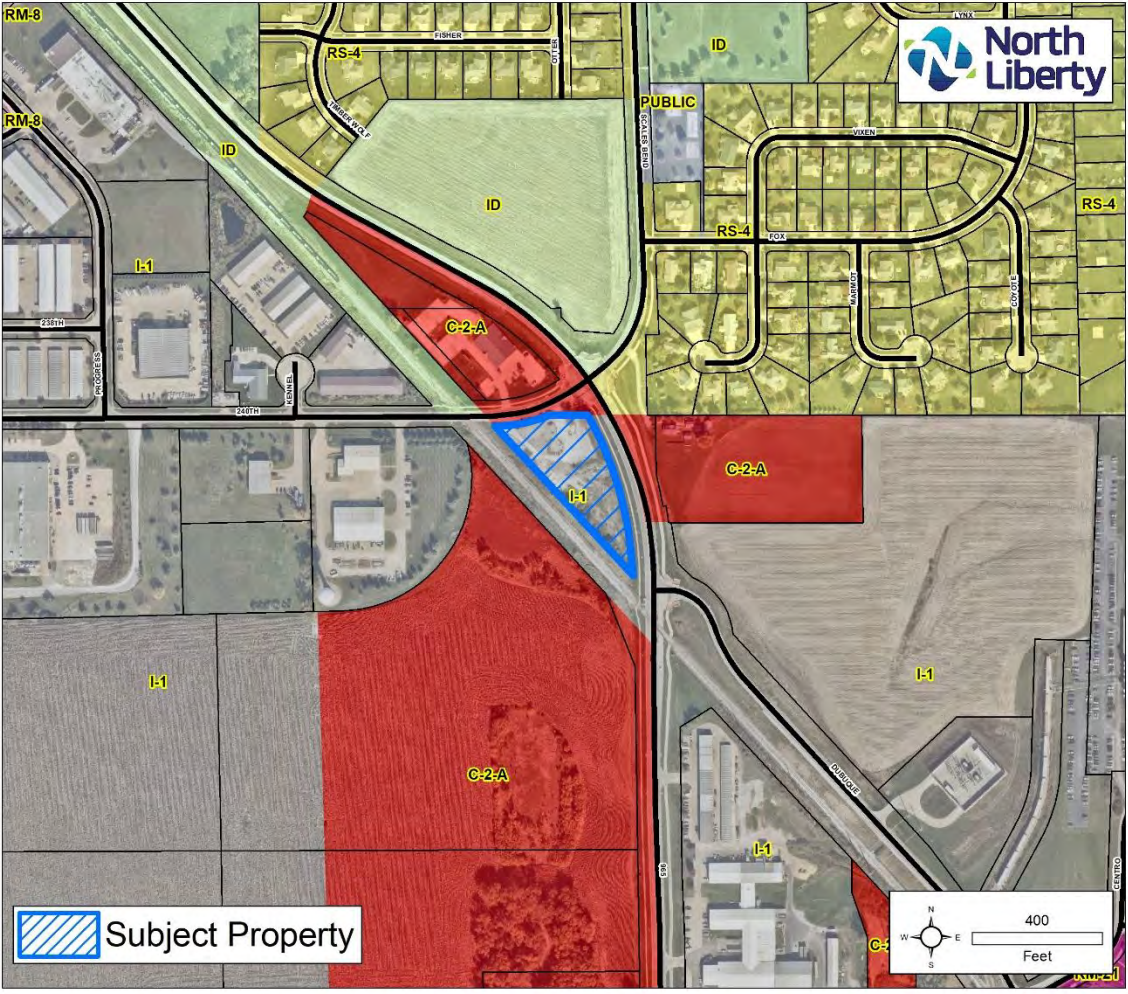 RM-8
FISHER
LYNX
RS-4
OTTER
ID
North
Liberty
TIMBER WOLF
PUBLIC
SCALES BEND
RM-8
VIXEN
ID
ID
RS-4
RS-4
FOX
I-1
MARMOT
COYOTE
238TH
C-2-A
PROGRESS
KENNEL
240TH
C-2-A
I-1
I-1
I-1
C-2-A
DUBUQUE
I-1
965
CENTRO
Subject Property
N
W
E
S
400
Feet